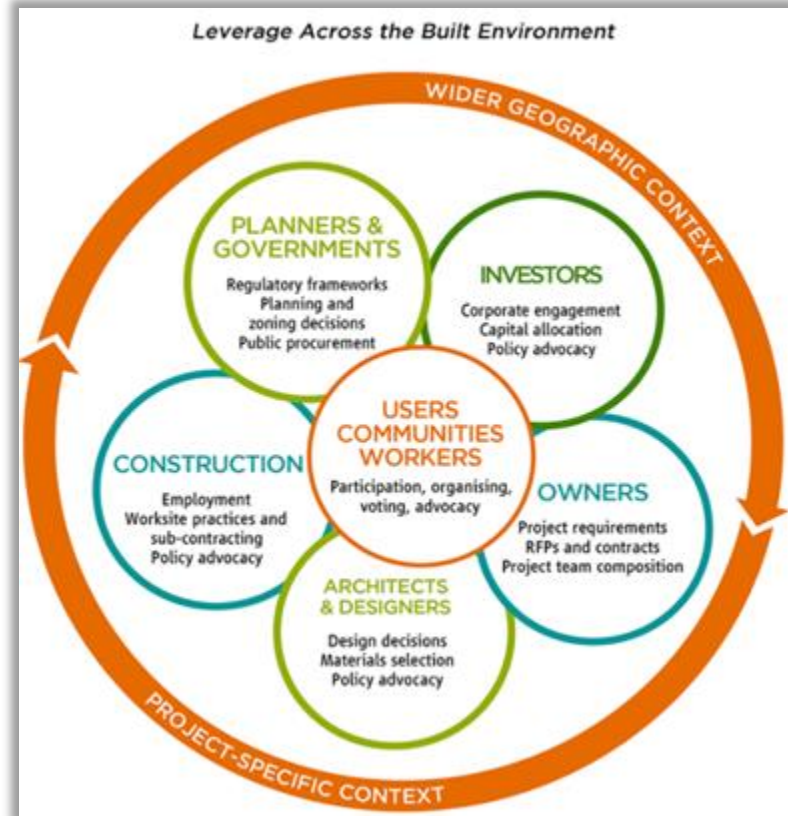 Leverage Across the Built Environment
WIDER GEOGRAPHIC CONTEXT
PLANNERS &
GOVERNMENTS
Regulatory frameworks
Planning and
zoning decisions
Public procurement
INVESTORS
Corporate engagement
Capital allocation
Policy advocacy
USERS
COMMUNITIES
WORKERS
Participation, organising,
voting, advocacy
CONSTRUCTION
Employment
Worksite practices and
sub-contracting
Policy advocacy
OWNERS
Project requirements
RFPs and contracts
Project team composition
ARCHITECTS
& DESIGNERS
Design decisions
Materials selection
Policy advocacy
PROJECT-SPECIFIC CONTEXT